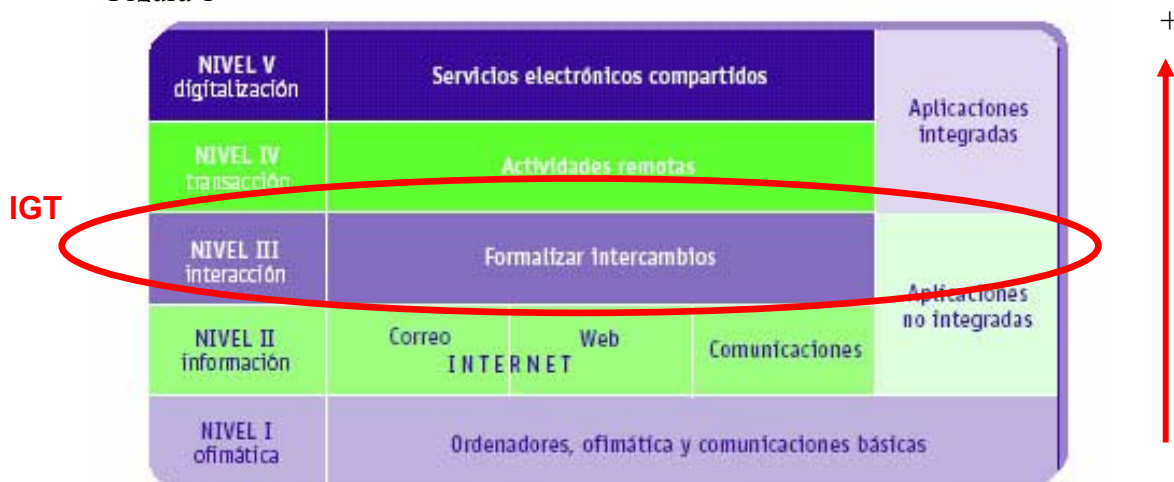 +
NIVEL V
digitalización
Servicios electrónicos compartidos
Aplicaciones
integradas
NIVEL IV
transacción
Actividades remotas
IGT
NIVEL III
interacción
Formalizar intercambios
Aplicaciones
no integradas
NIVEL II
información
Correo
Web
INTERNET
Comunicaciones
NIVEL I
ofimática
Ordenadores, ofimática y comunicaciones básicas